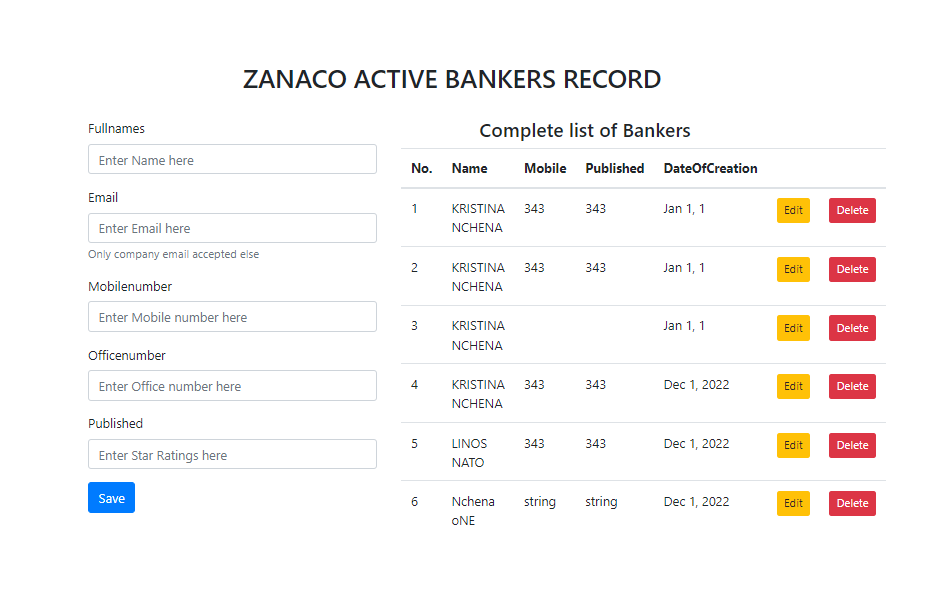 ZANACO ACTIVE BANKERS RECORD
Fullnames
Enter Name here
Email
Enter Email here
Only company email accepted else
Mobilenumber
Enter Mobile number here
Officenumber
Enter Office number here
Published
Enter Star Ratings here
Save
Complete list of Bankers
No. Name Mobile Published DateOfCreation
1 KRISTINA 343 343 Jan 1, 1 Edit Delete
NCHENA
2 KRISTINA 343 343 Jan 1, 1 Edit Delete
NCHENA
3 KRISTINA Jan 1, 1 Edit Delete
NCHENA
4 KRISTINA 343 343 Dec 1, 2022 Edit Delete
NCHENA
5 LINOS 343 343 Dec 1, 2022 Edit Delete
NATO
6 Nchena string string Dec 1, 2022 Edit Delete
oNE